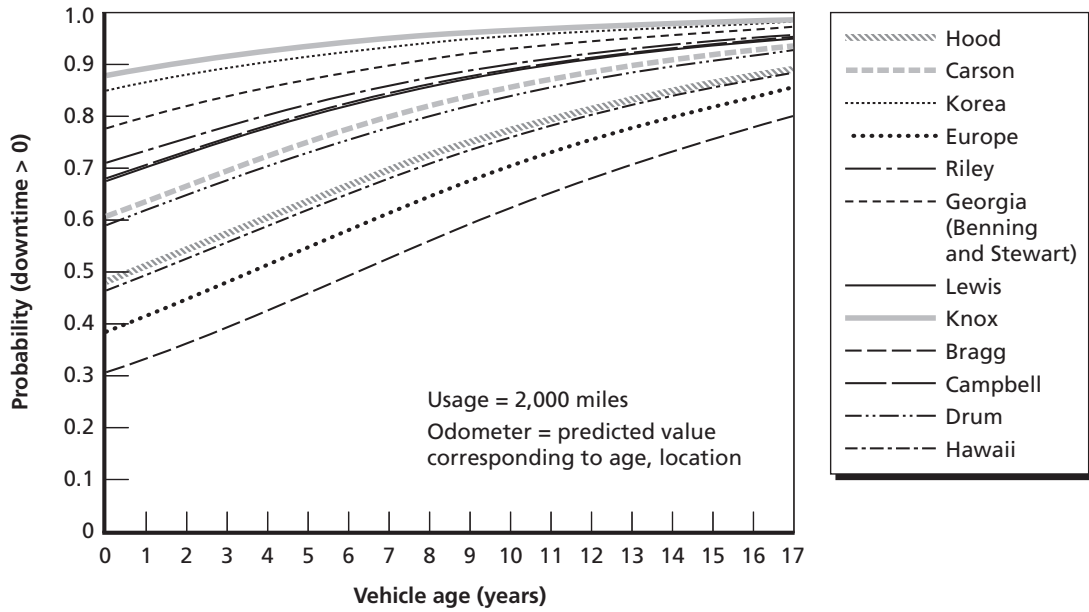 Probability (downtime > 0)
1.0
0.9
0.8
0.7
0.6
0.5
0.4
0.3
0.2
0.1
0
0 1 2 3 4 5 6 7 8 9 10 11 12 13 14 15 16 17
Vehicle age (years)
Usage = 2,000 miles
Odometer = predicted value
corresponding to age, location
Hood
Carson
Korea
Europe
Riley
Georgia
(Benning
and Stewart)
Lewis
Knox
Bragg
Campbell
Drum
Hawaii